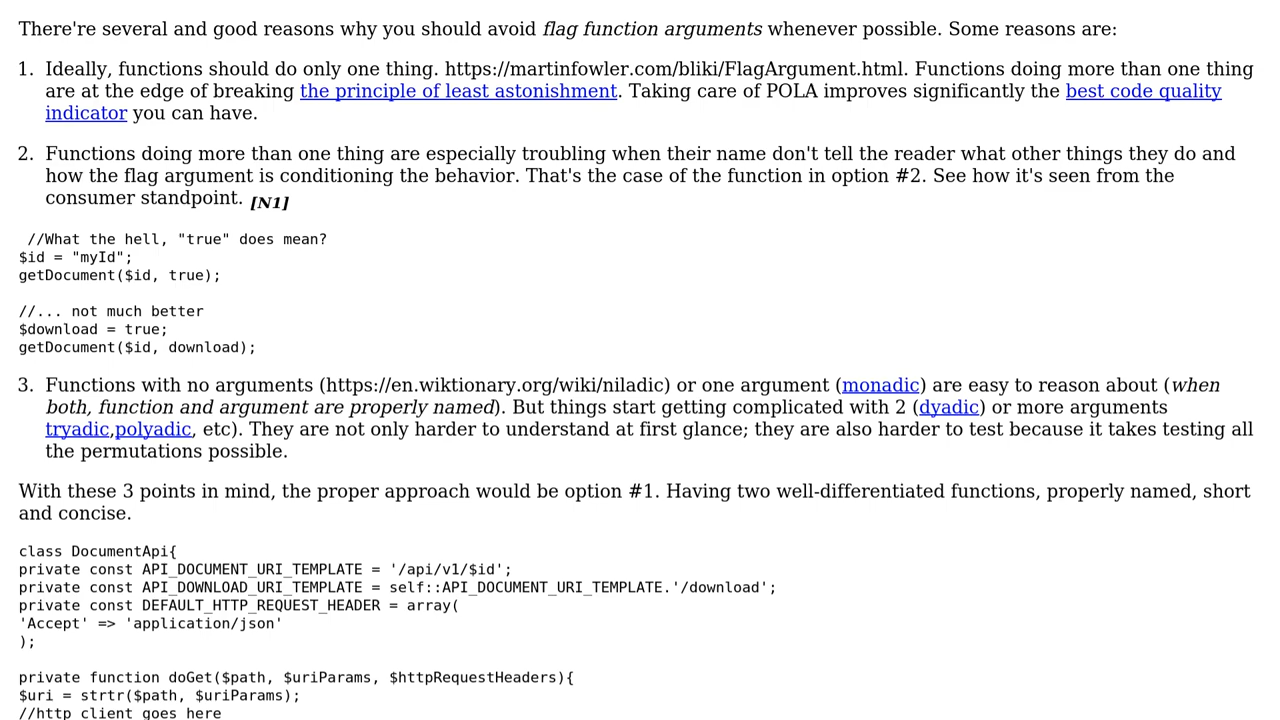 There're several and good reasons why you should avoid flag function arguments whenever possible. Some reasons are:
1. Ideally, functions should do only one thing. https://martinfowler.com/bliki/FlagArgument.html. Functions doing more than one thing
are at the edge of breaking the principle of least astonishment. Taking care of POLA improves significantly the best code quality
indicator you can have.
2. Functions doing more than one thing are especially troubling when their name don't tell the reader what other things they do and
how the flag argument is conditioning the behavior. That's the case of the function in option #2. See how it's seen from the
consumer standpoint. [N1]
//What the hell, "true" does mean?
$id = "myId";
getDocument($id, true);
//... not much better
$download = true;
getDocument($id, download);
3. Functions with no arguments (https://en.wiktionary.org/wiki/niladic) or one argument (monadic) are easy to reason about (when
both, function and argument are properly named). But things start getting complicated with 2 (dyadic) or more arguments
tryadic,polyadic, etc). They are not only harder to understand at first glance; they are also harder to test because it takes testing all
the permutations possible.
With these 3 points in mind, the proper approach would be option #1. Having two well-differentiated functions, properly named, short
and concise.
class DocumentApi{
private const API_DOCUMENT_URI_TEMPLATE = '/api/v1/$id';
private const API_DOWNLOAD_URI_TEMPLATE = self::API_DOCUMENT_URI_TEMPLATE.'/download';
private const DEFAULT_HTTP_REQUEST_HEADER = array(
'Accept' => 'application/json'
);
private function doGet($path, $uriParams, $httpRequestHeaders){
$uri = strtr($path, $uriParams);
//http client goes here